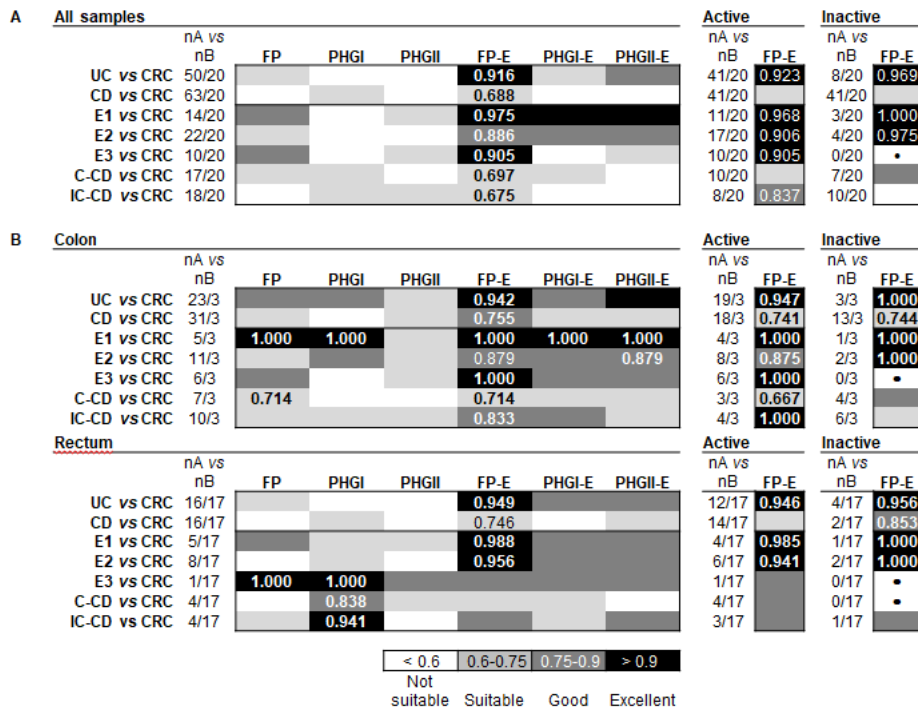 A All samples Active Inactive
nA vs nA vs nA vs
nB FP PHGI PHGII FP-E PHGI-E PHGII-E nB FP-E nB FP-E
UC vs CRC 50/20 0.916 41/20 0.923 8/20 0.969
CD vs CRC 63/20 0.688 41/20 41/20
E1 vs CRC 14/20 0.975 11/20 0.968 3/20 1.000
E2 vs CRC 22/20 0.886 17/20 0.906 4/20 0.975
E3 vs CRC 10/20 0.905 10/20 0.905 0/20 •
C-CD vs CRC 17/20 0.697 10/20 7/20
IC-CD vs CRC 18/20 0.675 8/20 0.837 10/20
B Colon Active Inactive
nA vs nA vs nA vs
nB FP PHGI PHGII FP-E PHGI-E PHGII-E nB FP-E nB FP-E
UC vs CRC 23/3 0.942 19/3 0.947 3/3 1.000
CD vs CRC 31/3 0.755 18/3 0.741 13/3 0.744
E1 vs CRC 5/3 1.000 1.000 1.000 1.000 1.000 4/3 1.000 1/3 1.000
E2 vs CRC 11/3 0.879 0.879 8/3 0.875 2/3 1.000
E3 vs CRC 6/3 1.000 6/3 1.000 0/3 •
C-CD vs CRC 7/3 0.714 0.714 3/3 0.667 4/3
IC-CD vs CRC 10/3 0.833 4/3 1.000 6/3
Rectum Active Inactive
nA vs nA vs nA vs
nB FP PHGI PHGII FP-E PHGI-E PHGII-E nB FP-E nB FP-E
UC vs CRC 16/17 0.949 12/17 0.946 4/17 0.956
CD vs CRC 16/17 0.746 14/17 2/17 0.853
E1 vs CRC 5/17 0.988 4/17 0.985 1/17 1.000
E2 vs CRC 8/17 0.956 6/17 0.941 2/17 1.000
E3 vs CRC 1/17 1.000 1.000 1/17 0/17 •
C-CD vs CRC 4/17 0.838 4/17 0/17 •
IC-CD vs CRC 4/17 0.941 3/17 1/17
< 0.6 0.6-0.75 0.75-0.9 > 0.9
Not
suitable Suitable Good Excellent